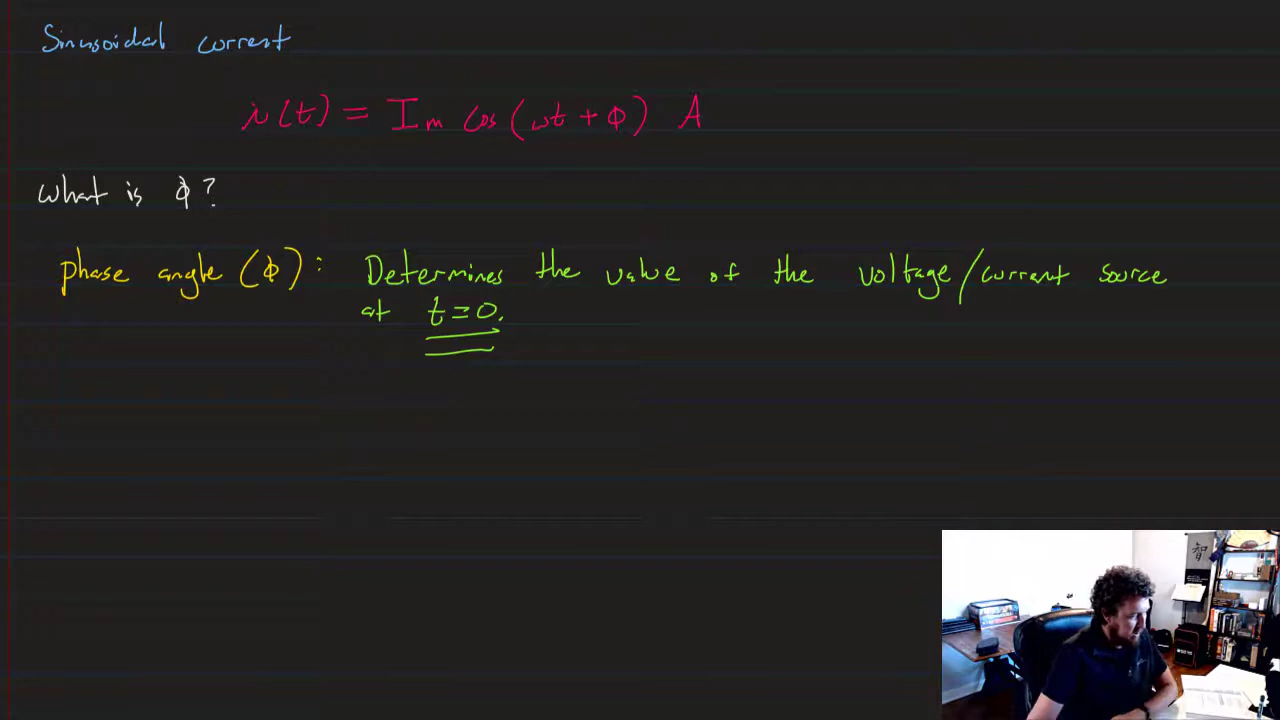 Sinusoidal current
i(t) = Im cos(ωt + ϕ) A
What is ϕ?
phase angle (ϕ): Determines the value of the voltage/current source
at t=0.
智